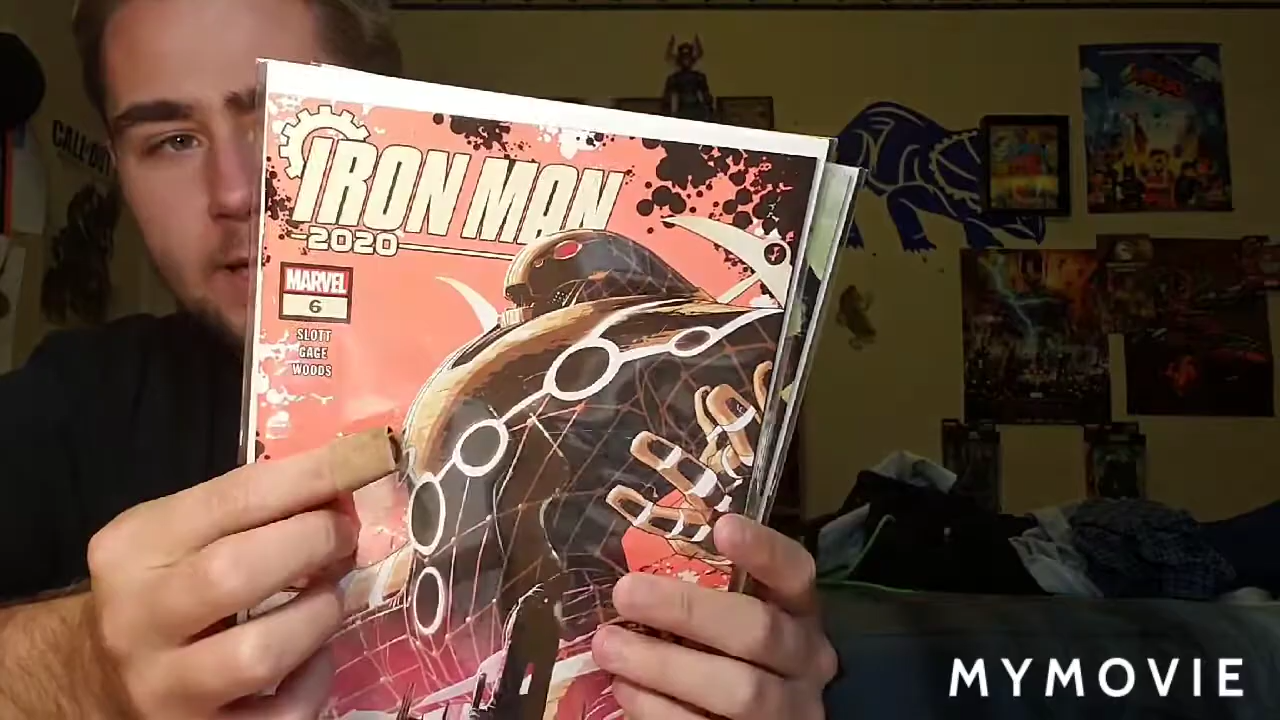 IRON MAN
2020
MARVEL
6
SLOTT
GAGE
WOODS
CALL OF DUTY
MYMOVIE